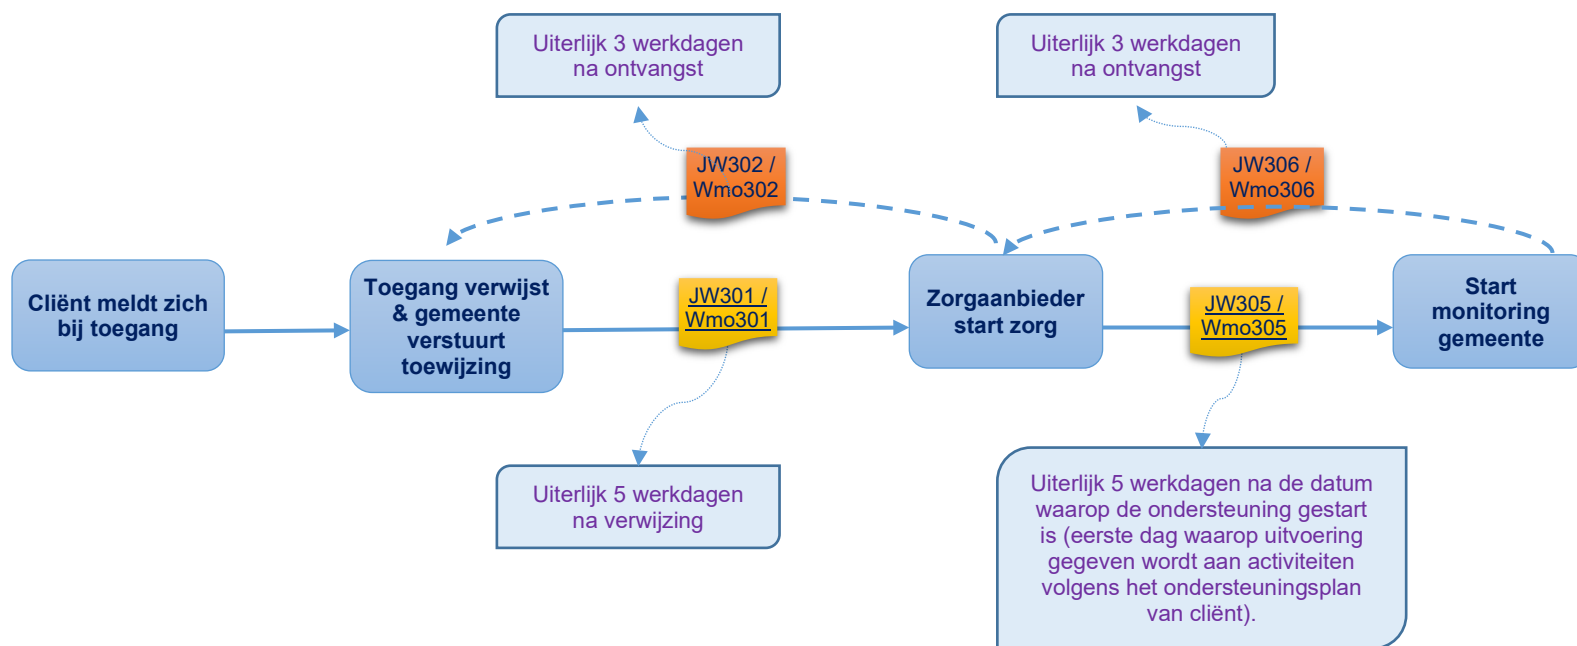 Uiterlijk 3 werkdagen
na ontvangst
Uiterlijk 3 werkdagen
na ontvangst
JW302 /
Wmo302
JW306 /
Wmo306
Cliënt meldt zich
bij toegang
Toegang verwijst
& gemeente
verstuurt
toewijzing
JW301 /
Wmo301
Zorgaanbieder
start zorg
JW305 /
Wmo305
Start
monitoring
gemeente
Uiterlijk 5 werkdagen
na verwijzing
Uiterlijk 5 werkdagen na de datum
waarop de ondersteuning gestart
is (eerste dag waarop uitvoering
gegeven wordt aan activiteiten
volgens het ondersteuningsplan
van cliënt).